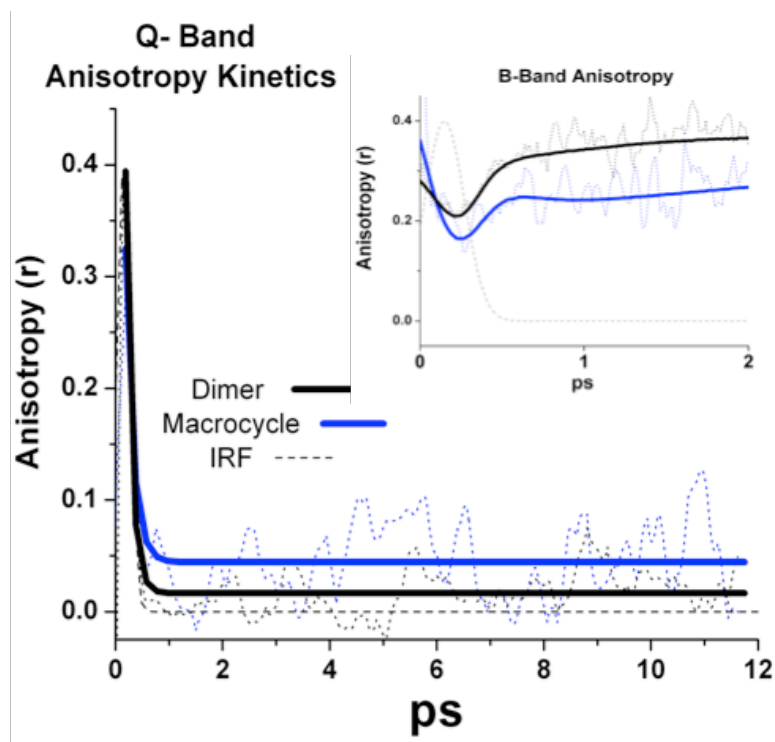 Q- Band
Anisotropy Kinetics
B-Band Anisotropy
Anisotropy (r)
0.4
0.2
0.0
0
1
2
ps
Anisotropy (r)
0.4
0.3
0.2
0.1
0.0
Dimer
Macrocycle
IRF
0
2
4
6
8
10
12
ps